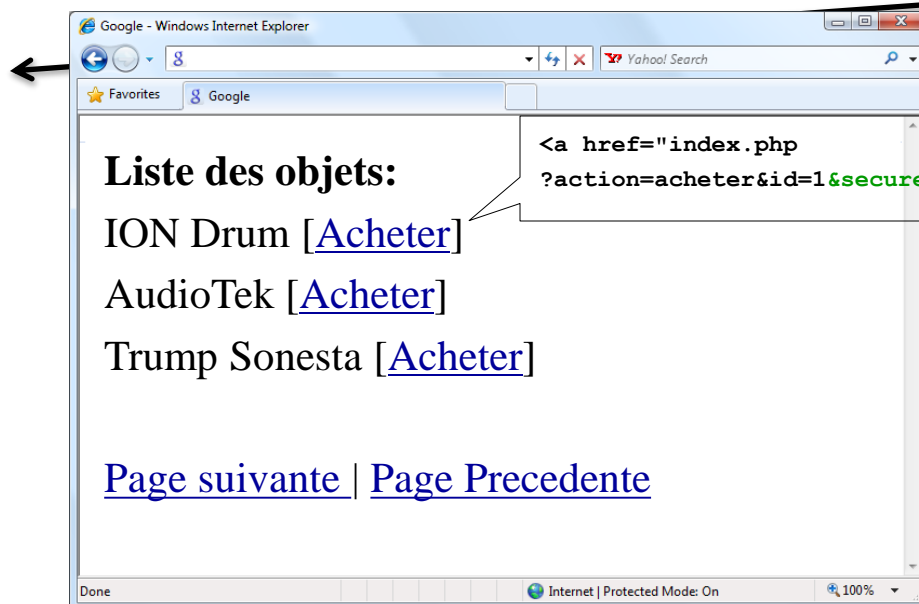 Google - Windows Internet Explorer
Yahoo! Search
Favorites
Google
<a href="index.php
?action=acheter&id=1&secure
Liste des objets:
ION Drum [Acheter]
AudioTek [Acheter]
Trump Sonesta [Acheter]
Page suivante | Page Precedente
Done
Internet | Protected Mode: On
100%